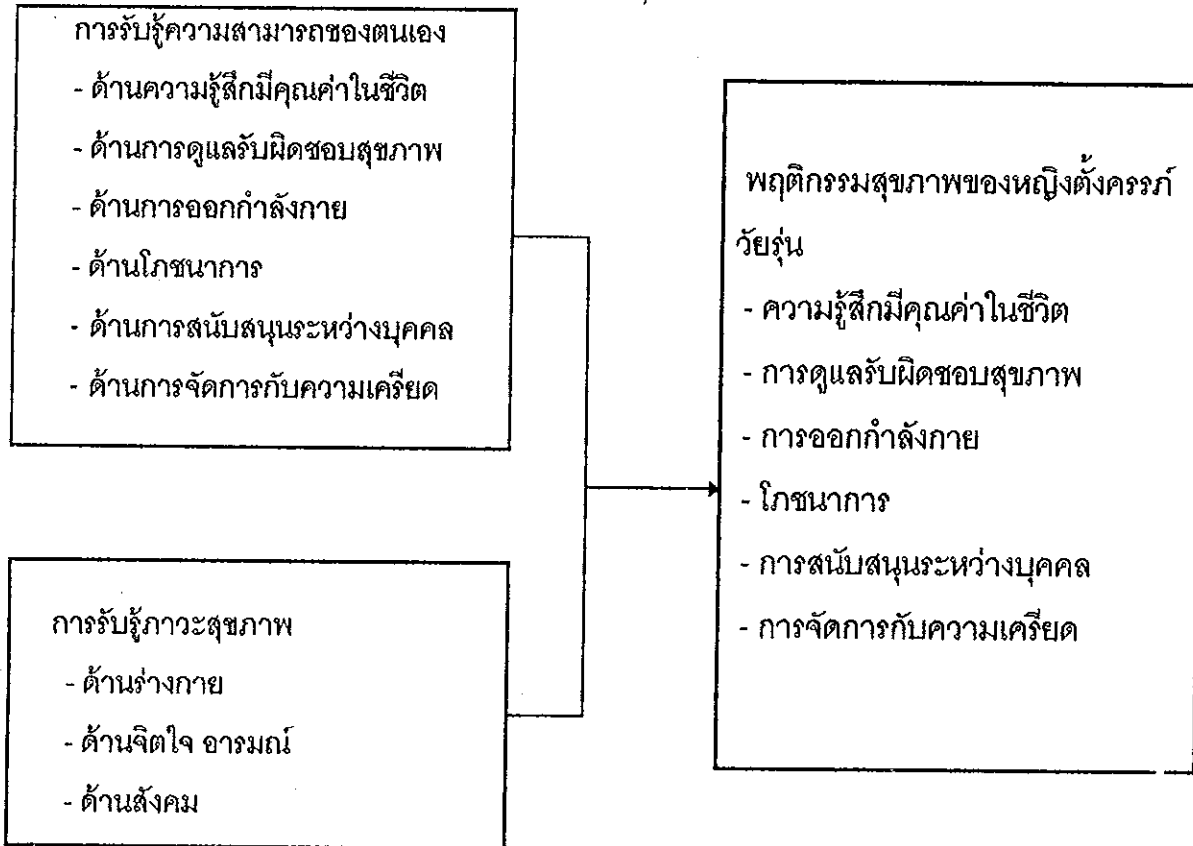 การรับรู้ความสามารถของตนเอง
- ด้านความรู้สึกมีคุณค่าในชีวิต
- ด้านการดูแลรับผิดชอบสุขภาพ
- ด้านการออกกำลังกาย
- ด้านโภชนาการ
- ด้านการสนับสนุนระหว่างบุคคล
- ด้านการจัดการกับความเครียด
การรับรู้ภาวะสุขภาพ
- ด้านร่างกาย
- ด้านจิตใจ อารมณ์
- ด้านสังคม
พฤติกรรมสุขภาพของหญิงตั้งครรภ์
วัยรุ่น
- ความรู้สึกมีคุณค่าในชีวิต
- การดูแลรับผิดชอบสุขภาพ
- การออกกำลังกาย
- โภชนาการ
- การสนับสนุนระหว่างบุคคล
- การจัดการกับความเครียด